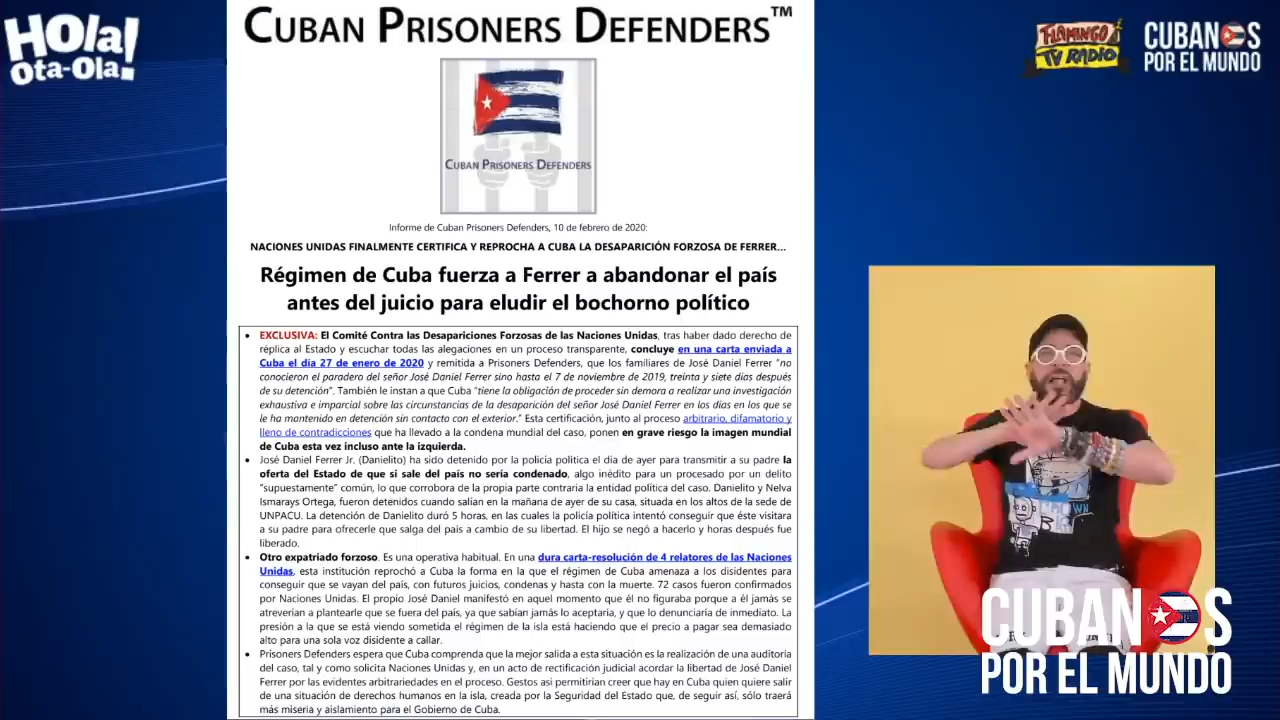 Hola!
Ota-Ola!
CUBAN PRISONERS DEFENDERS™
FLAMINGO
TV RADIO
CUBANOS
POR EL MUNDO
CUBAN PRISONERS DEFENDERS
Informe de Cuban Prisoners Defenders, 10 de febrero de 2020:
NACIONES UNIDAS FINALMENTE CERTIFICA Y REPROCHA A CUBA LA DESAPARICIÓN FORZOSA DE FERRER...
Régimen de Cuba fuerza a Ferrer a abandonar el país
antes del juicio para eludir el bochorno político
• EXCLUSIVA: El Comité Contra las Desapariciones Forzosas de las Naciones Unidas, tras haber dado derecho de
réplica al Estado y escuchar todas las alegaciones en un proceso transparente, concluye en una carta enviada a
Cuba el día 27 de enero de 2020 y remitida a Prisoners Defenders, que los familiares de José Daniel Ferrer "no
conocieron el paradero del señor José Daniel Ferrer sino hasta el 7 de noviembre de 2019, treinta y siete días después
de su detención". También le instan a que Cuba "tiene la obligación de proceder sin demora a realizar una investigación
exhaustiva e imparcial sobre las circunstancias de la desaparición del señor José Daniel Ferrer en los días en los que se
le ha mantenido en detención sin contacto con el exterior." Esta certificación, junto al proceso arbitrario, difamatorio y
lleno de contradicciones que ha llevado a la condena mundial del caso, ponen en grave riesgo la imagen mundial
de Cuba esta vez incluso ante la izquierda.
• José Daniel Ferrer Jr. (Danielito) ha sido detenido por la policía política el día de ayer para transmitir a su padre la
oferta del Estado de que si sale del país no sería condenado, algo inédito para un procesado por un delito
"supuestamente" común, lo que corrobora de la propia parte contraria la entidad política del caso. Danielito y Nelva
Ismarays Ortega, fueron detenidos cuando salían en la mañana de ayer de su casa, situada en los altos de la sede de
UNPACU. La detención de Danielito duró 5 horas, en las cuales la policía política intentó conseguir que éste visitara
a su padre para ofrecerle que salga del país a cambio de su libertad. El hijo se negó a hacerlo y horas después fue
liberado.
• Otro expatriado forzoso. Es una operativa habitual. En una dura carta-resolución de 4 relatores de las Naciones
Unidas, esta institución reprochó a Cuba la forma en la que el régimen de Cuba amenaza a los disidentes para
conseguir que se vayan del país, con futuros juicios, condenas y hasta con la muerte. 72 casos fueron confirmados
por Naciones Unidas. El propio José Daniel manifestó en aquel momento que él no figuraba porque a él jamás se
atreverían a plantearle que se fuera del país, ya que sabían jamás lo aceptaría, y que lo denunciaría de inmediato. La
presión a la que se está viendo sometida el régimen de la isla está haciendo que el precio a pagar sea demasiado
alto para una sola voz disidente a callar.
• Prisoners Defenders espera que Cuba comprenda que la mejor salida a esta situación es la realización de una auditoría
del caso, tal y como solicita Naciones Unidas y, en un acto de rectificación judicial acordar la libertad de José Daniel
Ferrer por las evidentes arbitrariedades en el proceso. Gestos así permitirían creer que hay en Cuba quien quiere salir
de una situación de derechos humanos en la isla, creada por la Seguridad del Estado que, de seguir así, sólo traerá
más miseria y aislamiento para el Gobierno de Cuba.
CUBANOS
POR EL MUNDO